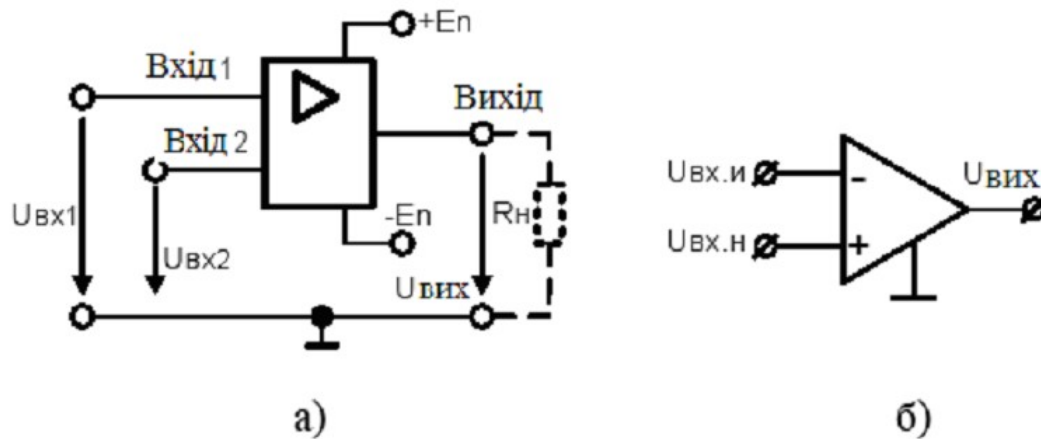 +Еп
Вхід 1
Вихід
Вхід 2
Uвх1
Uвх2
-Еп
Rн
Uвих
а)
Uвх.и
-
Uвх.н
+
Uвих
б)